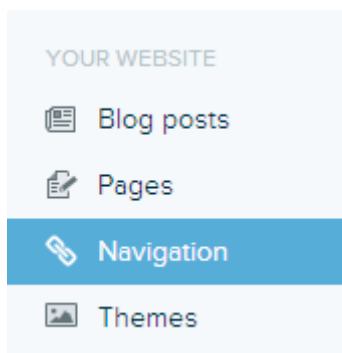 YOUR WEBSITE
Blog posts
Pages
Navigation
Themes